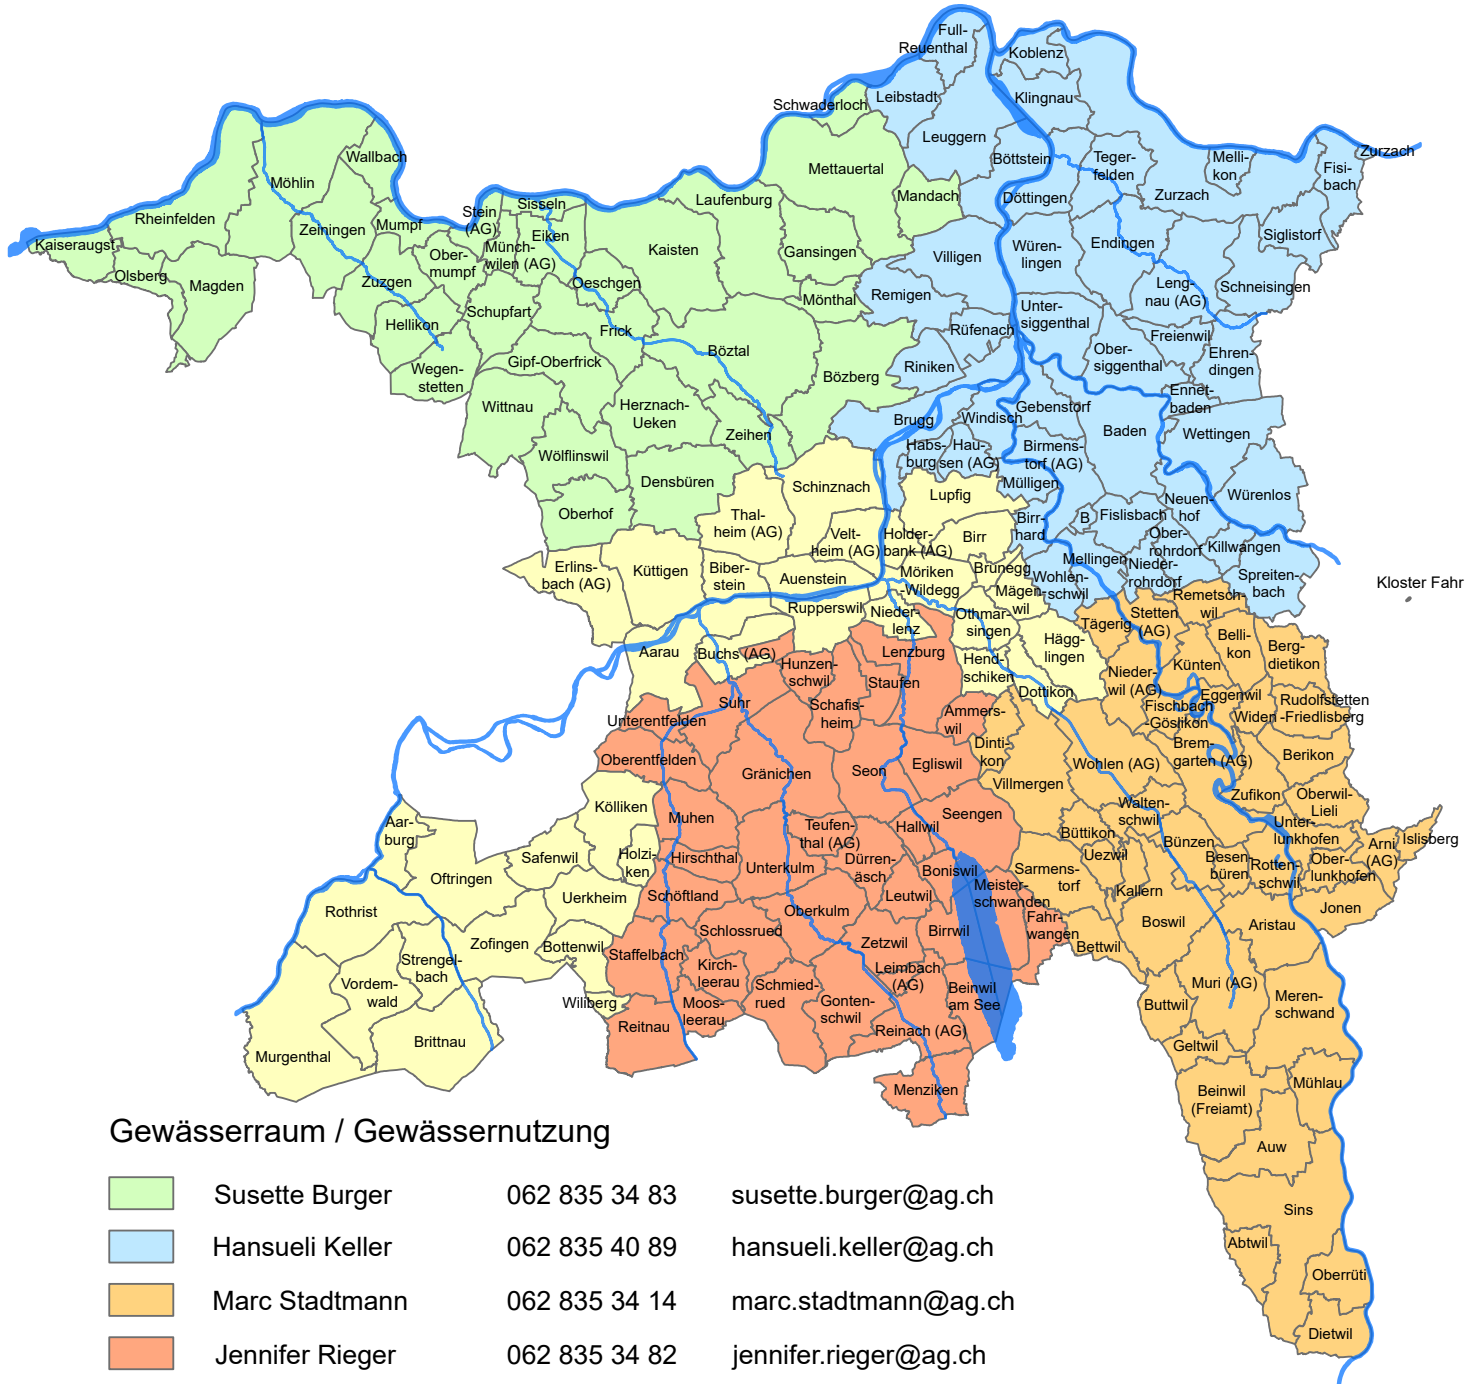 Full-
Reuenthal
Koblenz
Leibstadt
Klingnau
Schwaderloch
Leuggern
Zurzach
Wallbach
Mettauertal
Böttstein
Teger-
felden
Melli-
kon
Fisi-
bach
Möhlin
Mandach
Döttingen
Zurzach
Rheinfelden
Stein
(AG)
Sisseln
Laufenburg
Kaiseraugst
Zeiningen
Mumpf
Münch-
wilen (AG)
Eiken
Kaisten
Gansingen
Villigen
Würen-
lingen
Endingen
Siglistorf
Olsberg
Magden
Zuzgen
Ober-
mumpf
Oeschgen
Mönthal
Remigen
Leng-
nau (AG)
Schneisingen
Hellikon
Schupfart
Frick
Rüfenach
Unter-
siggenthal
Freienwil
Wegen-
stetten
Gipf-Oberfrick
Böztal
Bözberg
Riniken
Ober-
siggenthal
Ehren-
dingen
Wittnau
Herznach-
Ueken
Zeihen
Brugg
Windisch
Gebenstorf
Ennet-
baden
Baden
Wettingen
Wölflinswil
Habs-
burg
Hau-
sen (AG)
Birmens-
torf (AG)
Densbüren
Schinznach
Lupfig
Mülligen
Neuen-
hof
Würenlos
Oberhof
Thal-
heim (AG)
Velt-
heim (AG)
Holder-
bank (AG)
Birr
Birr-
hard
B
Fislisbach
Ober-
rohrdorf
Killwangen
Erlins-
bach (AG)
Küttigen
Biber-
stein
Auenstein
Möriken
-Wildegg
Brunegg
Wohlen-
schwil
Mellingen
Nieder-
rohrdorf
Spreiten-
bach
Kloster Fahr
Rupperswil
Nieder-
lenz
Othmar-
singen
Mägen-
wil
Tägerig
Stetten
(AG)
Remetsch-
wil
Aarau
Buchs (AG)
Hunzen-
schwil
Lenzburg
Hend-
schiken
Hägg-
lingen
Belli-
kon
Berg-
dietikon
Künten
Staufen
Dottikon
Nieder-
wil (AG)
Suhr
Schafis-
heim
Ammers-
wil
Fischbach
-Göslikon
Eggenwil
Widen
Rudolfstetten
-Friedlisberg
Unterentfelden
Oberentfelden
Gränichen
Seon
Egliswil
Dinti-
kon
Villmergen
Wohlen (AG)
Brem-
garten (AG)
Berikon
Kölliken
Muhen
Teufen-
thal (AG)
Hallwil
Seengen
Walten-
schwil
Zufikon
Oberwil-
Lieli
Aar-
burg
Safenwil
Holzi-
ken
Hirschthal
Unterkulm
Dürren-
äsch
Boniswil
Büttikon
Uezwil
Bünzen
Unter-
lunkhofen
Arni
(AG)
Islisberg
Oftringen
Uerkheim
Schöftland
Leutwil
Meister-
schwanden
Sarmens-
torf
Kallern
Besen-
büren
Rotten-
schwil
Ober-
lunkhofen
Rothrist
Oberkulm
Jonen
Zofingen
Bottenwil
Staffelbach
Schlossrued
Zetzwil
Birrwil
Fahr-
wangen
Bettwil
Boswil
Aristau
Strengel-
bach
Vordem-
wald
Wiliberg
Kirch-
leerau
Schmied-
rued
Leimbach
(AG)
Beinwil
am See
Buttwil
Muri (AG)
Meren-
schwand
Reitnau
Moos-
leerau
Gonten-
schwil
Reinach (AG)
Geltwil
Murgenthal
Brittnau
Menziken
Beinwil
(Freiamt)
Mühlau
Auw
Sins
Abtwil
Oberrüti
Dietwil
Gewässerraum / Gewässernutzung
Susette Burger 062 835 34 83 susette.burger@ag.ch
Hansueli Keller 062 835 40 89 hansueli.keller@ag.ch
Marc Stadtmann 062 835 34 14 marc.stadtmann@ag.ch
Jennifer Rieger 062 835 34 82 jennifer.rieger@ag.ch